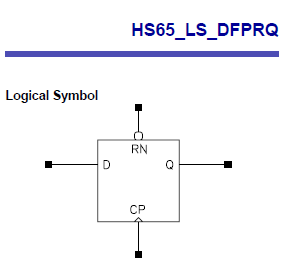 HS65_LS_DFPRQ
Logical Symbol
RN
D Q
CP